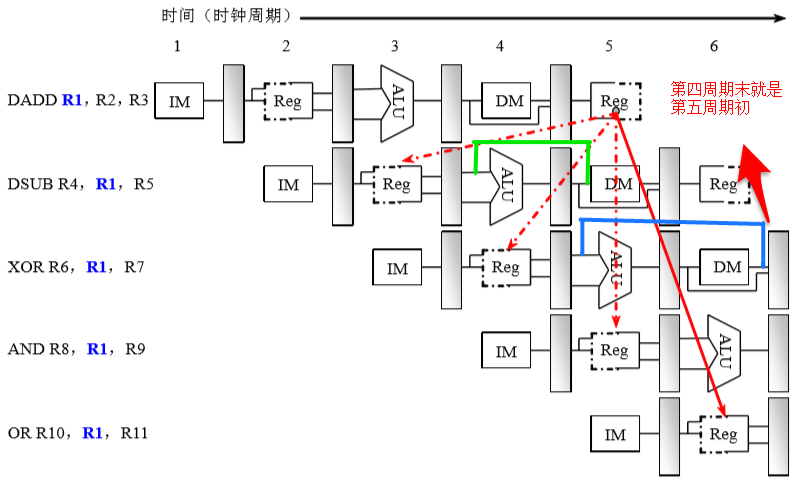 时间（时钟周期）
1 2 3 4 5 6
DADD R1，R2，R3 IM Reg ALU DM Reg
第四周期末就是
第五周期初
DSUB R4，R1，R5 IM Reg ALU DM Reg
XOR R6，R1，R7 IM Reg ALU DM
AND R8，R1，R9 IM Reg ALU
OR R10，R1，R11 IM Reg